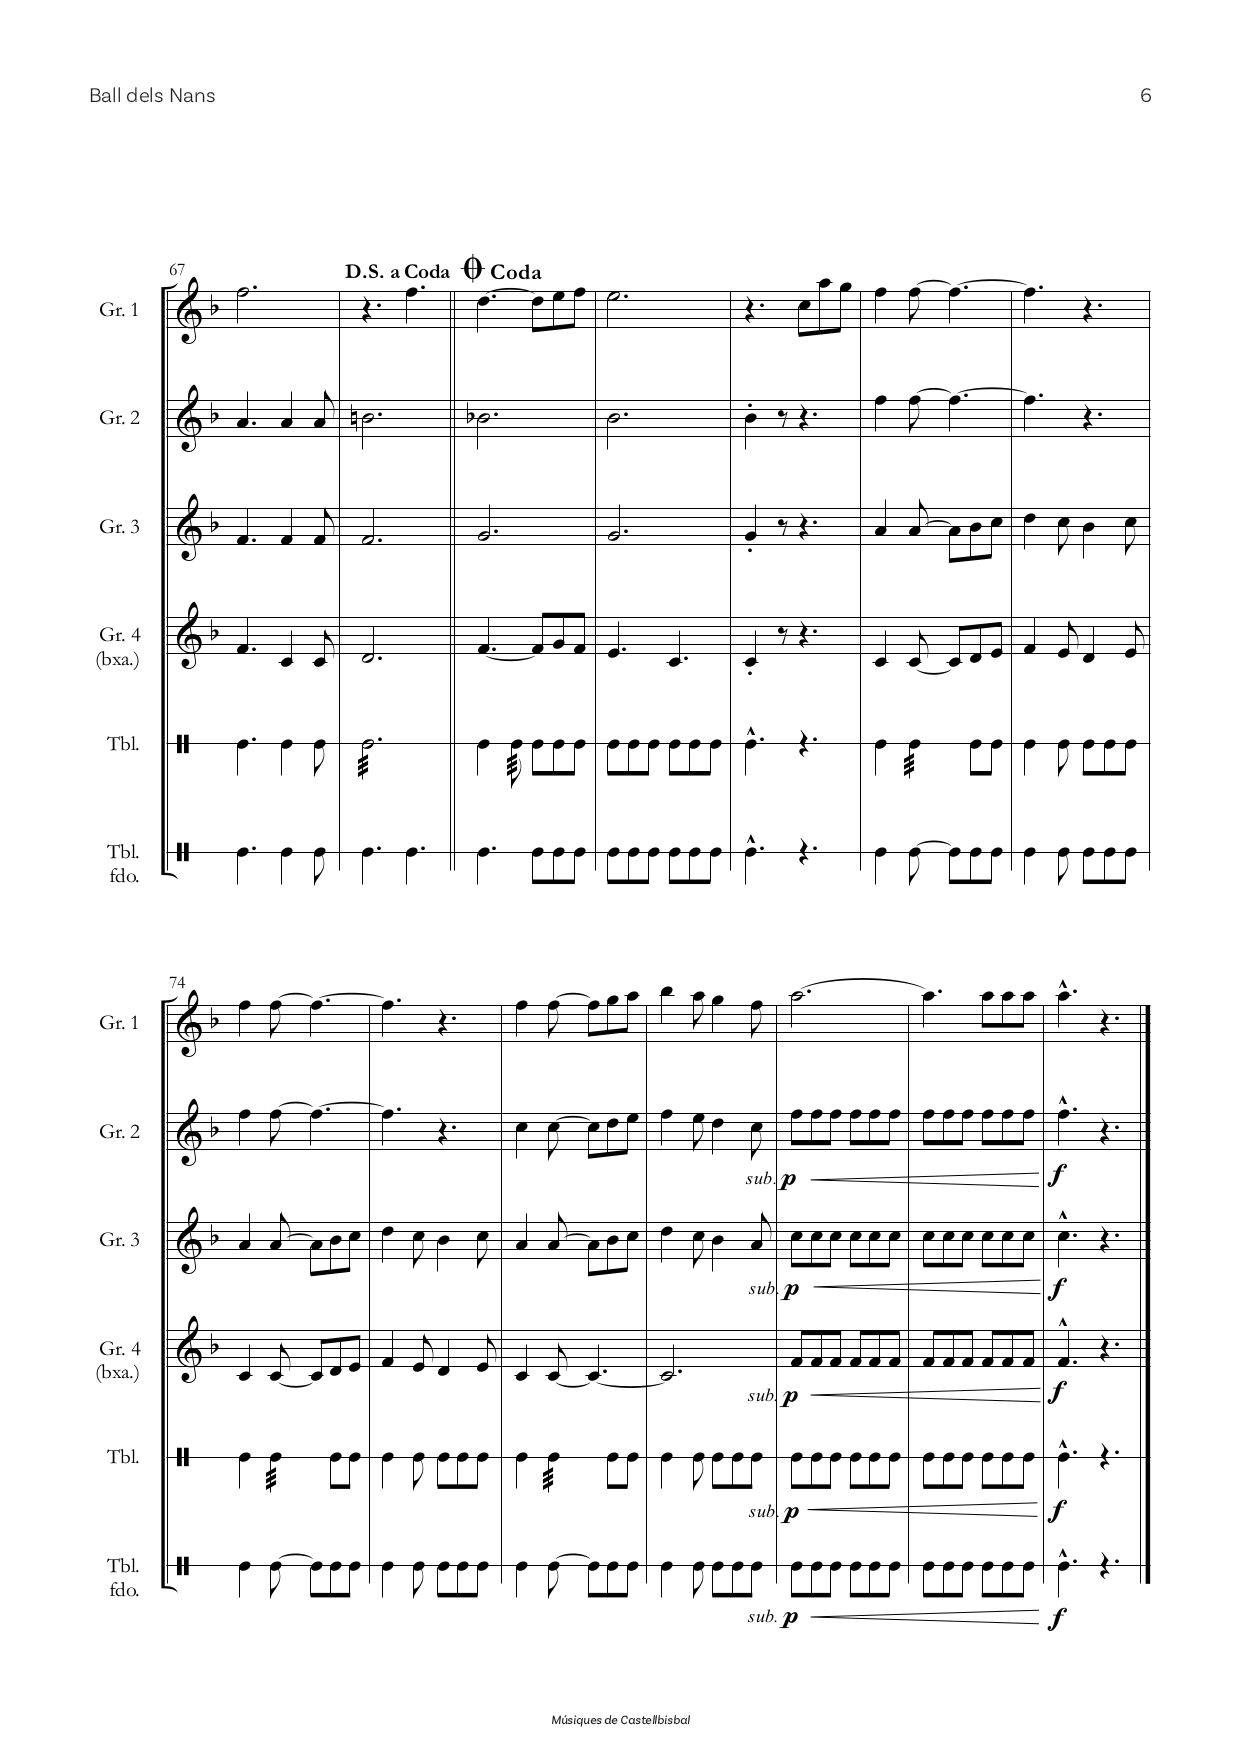 Ball dels Nans 6
67 D.S. a Coda Coda
Gr. 1
Gr. 2
Gr. 3
Gr. 4
(bxa.)
Tbl.
Tbl.
fdo.
74
Gr. 1
Gr. 2
sub. p f
Gr. 3
sub. p f
Gr. 4
(bxa.)
sub. p f
Tbl.
sub. p f
Tbl.
fdo.
sub. p f
Músiques de Castellbisbal